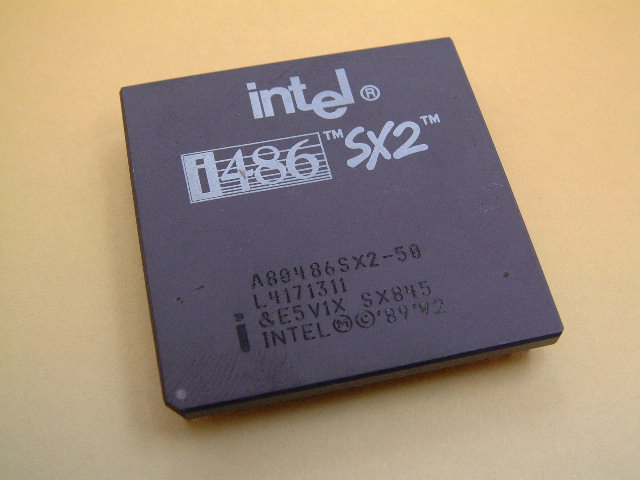 intel®
i486™ SX2™
A80486SX2-50
L4171311
&E5V1X SX845
i INTEL Ⓜ©'89'92